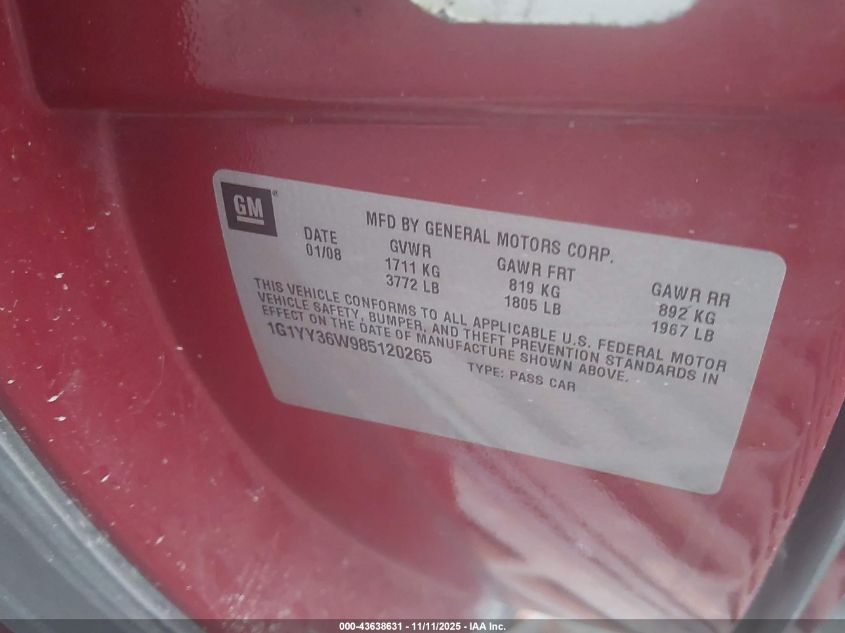 GM®
MFD BY GENERAL MOTORS CORP.
DATE GVWR GAWR FRT GAWR RR
01/08 1711 KG 819 KG 892 KG
3772 LB 1805 LB 1967 LB
THIS VEHICLE CONFORMS TO ALL APPLICABLE U.S. FEDERAL MOTOR
VEHICLE SAFETY, BUMPER, AND THEFT PREVENTION STANDARDS IN
EFFECT ON THE DATE OF MANUFACTURE SHOWN ABOVE.
1G1YY36W985120265 TYPE: PASS CAR
000-43638631 - 11/11/2025 - IAA Inc.